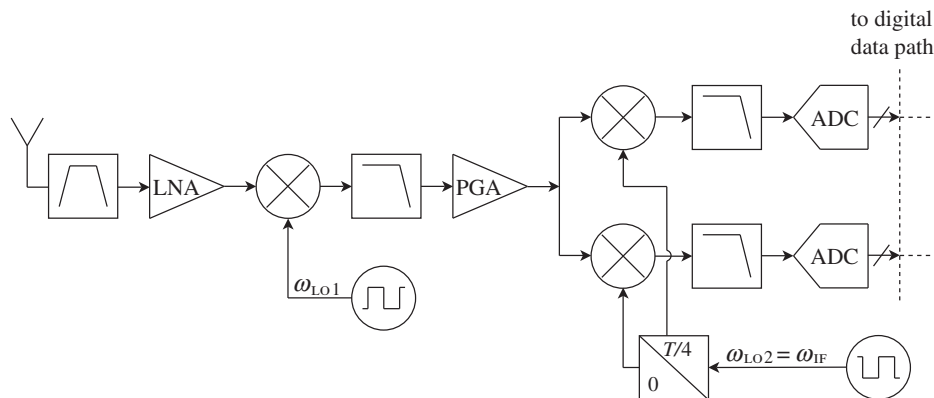 to digital
data path
ADC
LNA
PGA
ADC
ω_LO1
T/4
0
ω_LO2 = ω_IF